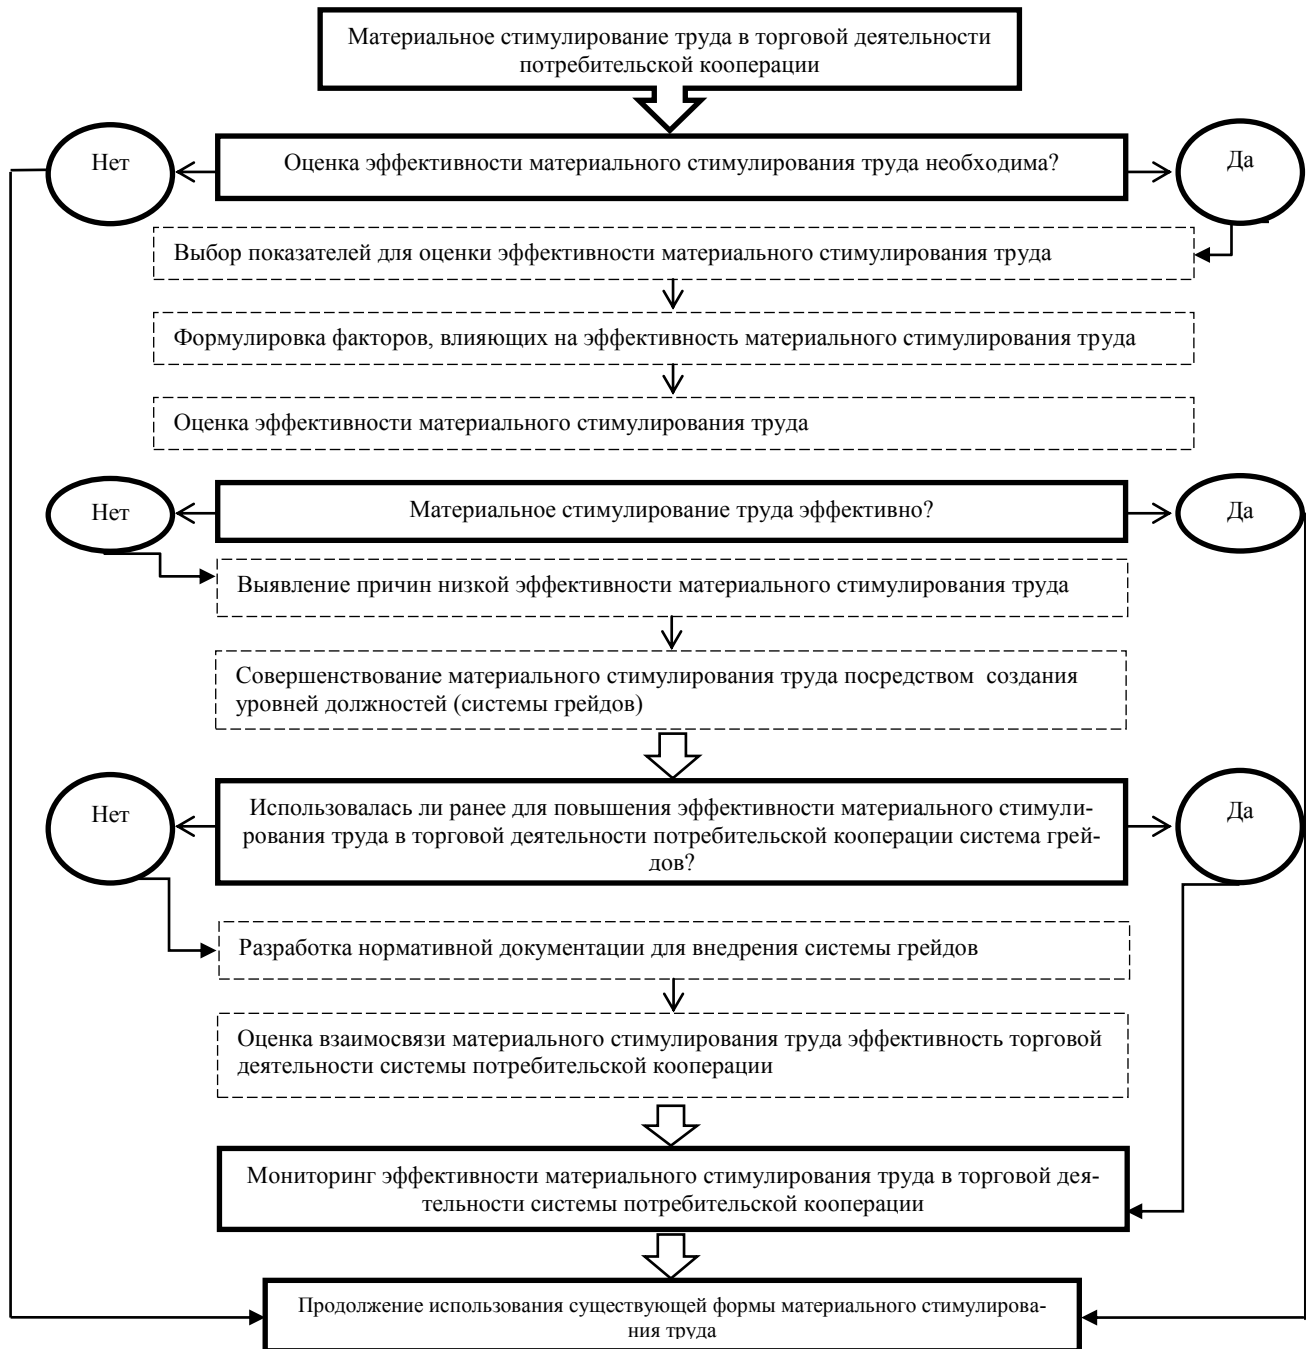 Материальное стимулирование труда в торговой деятельности
потребительской кооперации
Нет
Оценка эффективности материального стимулирования труда необходима?
Да
Выбор показателей для оценки эффективности материального стимулирования труда
Формулировка факторов, влияющих на эффективность материального стимулирования труда
Оценка эффективности материального стимулирования труда
Нет
Материальное стимулирование труда эффективно?
Да
Выявление причин низкой эффективности материального стимулирования труда
Совершенствование материального стимулирования труда посредством создания
уровней должностей (системы грейдов)
Нет
Использовалась ли ранее для повышения эффективности материального стимули-
рования труда в торговой деятельности потребительской кооперации система грей-
дов?
Да
Разработка нормативной документации для внедрения системы грейдов
Оценка взаимосвязи материального стимулирования труда эффективность торговой
деятельности системы потребительской кооперации
Мониторинг эффективности материального стимулирования труда в торговой дея-
тельности системы потребительской кооперации
Продолжение использования существующей формы материального стимулирова-
ния труда